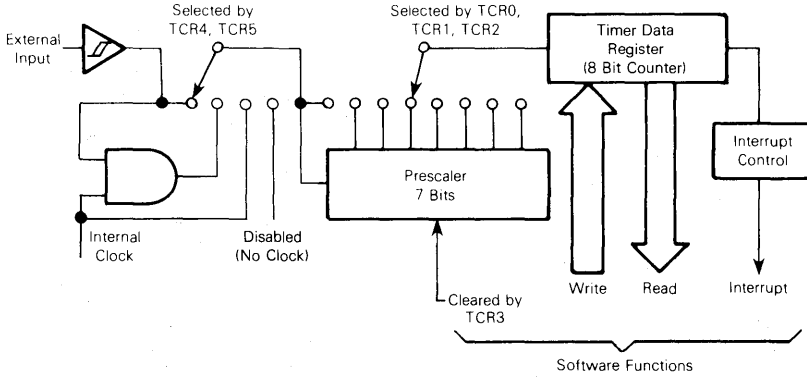 Selected by
TCR4, TCR5
Selected by TCR0,
TCR1, TCR2
Timer Data
Register
(8 Bit Counter)
External
Input
Interrupt
Control
Prescaler
7 Bits
Internal
Clock
Disabled
(No Clock)
Cleared by
TCR3
Write
Read
Interrupt
Software Functions